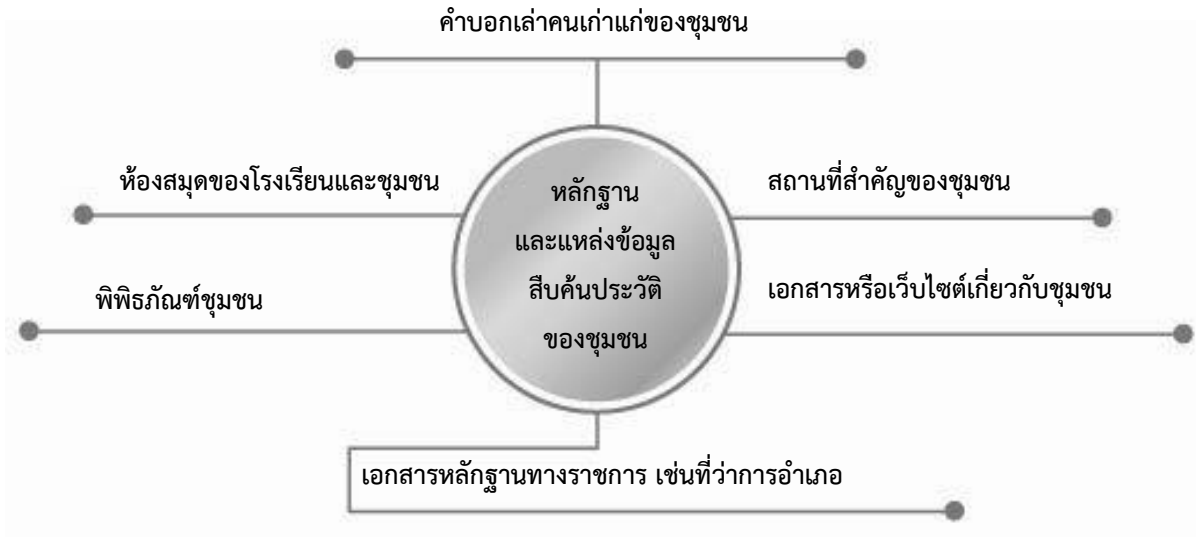 คำบอกเล่าคนเก่าแก่ของชุมชน
ห้องสมุดของโรงเรียนและชุมชน
สถานที่สำคัญของชุมชน
หลักฐาน
และแหล่งข้อมูล
สืบค้นประวัติ
ของชุมชน
พิพิธภัณฑ์ชุมชน
เอกสารหรือเว็บไซต์เกี่ยวกับชุมชน
เอกสารหลักฐานทางราชการ เช่นที่ว่าการอำเภอ